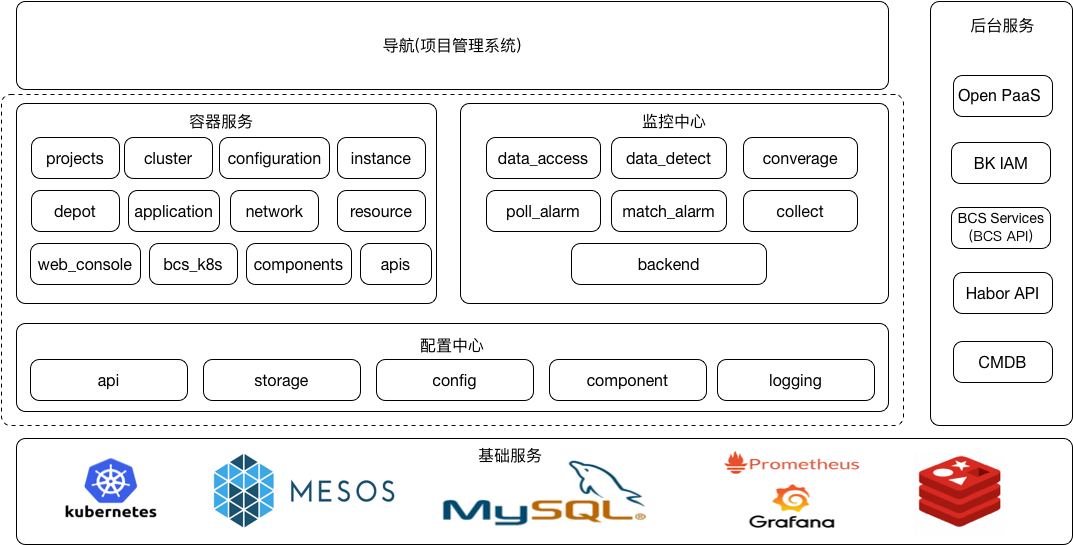 导航(项目管理系统)
容器服务
projects
cluster
configuration
instance
depot
application
network
resource
web_console
bcs_k8s
components
apis
监控中心
data_access
data_detect
converage
poll_alarm
match_alarm
collect
backend
配置中心
api
storage
config
component
logging
后台服务
Open PaaS
BK IAM
BCS Services
(BCS API)
Habor API
CMDB
基础服务
kubernetes
MESOS
MySQL®
Prometheus
Grafana